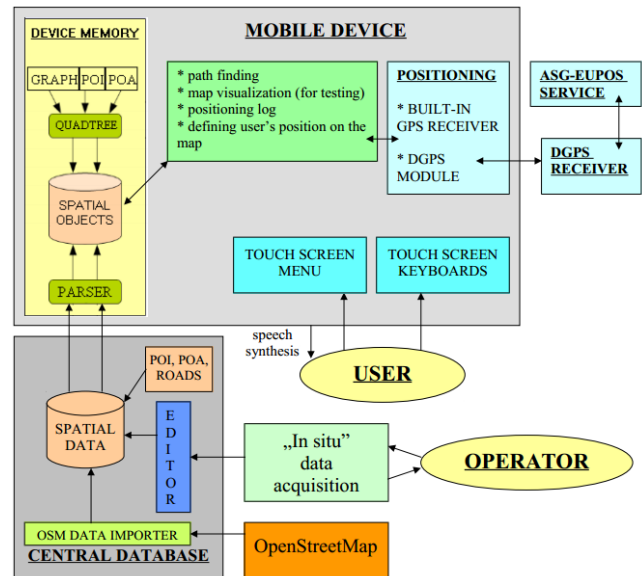 MOBILE DEVICE
DEVICE MEMORY
GRAPH POI POA
QUADTREE
SPATIAL
OBJECTS
PARSER
* path finding
* map visualization (for testing)
* positioning log
* defining user's position on the
map
POSITIONING
* BUILT-IN
GPS RECEIVER
* DGPS
MODULE
ASG-EUPOS
SERVICE
DGPS
RECEIVER
TOUCH SCREEN
MENU
TOUCH SCREEN
KEYBOARDS
speech
synthesis
USER
POI, POA,
ROADS
SPATIAL
DATA
E
D
I
T
O
R
„In situ”
data
acquisition
OPERATOR
OSM DATA IMPORTER
CENTRAL DATABASE
OpenStreetMap